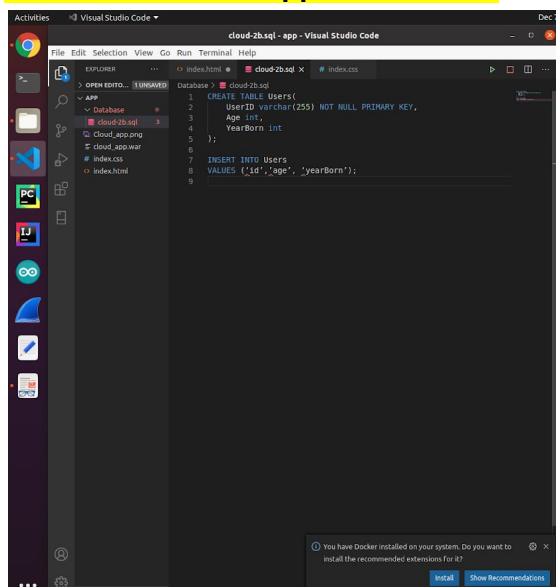 Activities
Visual Studio Code
Dec
cloud-2b.sql - app - Visual Studio Code
File Edit Selection View Go Run Terminal Help
EXPLORER
index.html
cloud-2b.sql
index.css
OPEN EDITO... 1 UNSAVED
Database > cloud-2b.sql
APP
Database
cloud-2b.sql 3
Cloud_app.png
cloud_app.war
# index.css
index.html
1 CREATE TABLE Users(
2 UserID varchar(255) NOT NULL PRIMARY KEY,
3 Age int,
4 YearBorn int
5 );
6
7 INSERT INTO Users
8 VALUES (‘id’,’age’, ‘yearBorn’);
9
PC
IJ
You have Docker installed on your system. Do you want to
install the recommended extensions for it?
Install
Show Recommendations